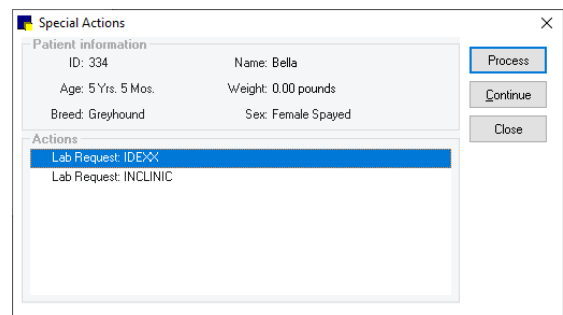 Special Actions
Patient information
ID: 334 Name: Bella
Age: 5 Yrs. 5 Mos. Weight: 0.00 pounds
Breed: Greyhound Sex: Female Spayed
Process
Continue
Close
Actions
Lab Request: IDEXX
Lab Request: INCLINIC